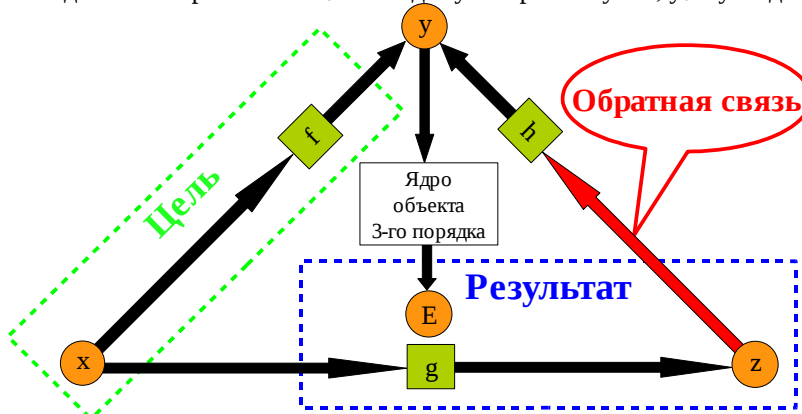 y
f
h
Обратная связь
Цель
Ядро
объекта
3-го порядка
Результат
E
x
g
z